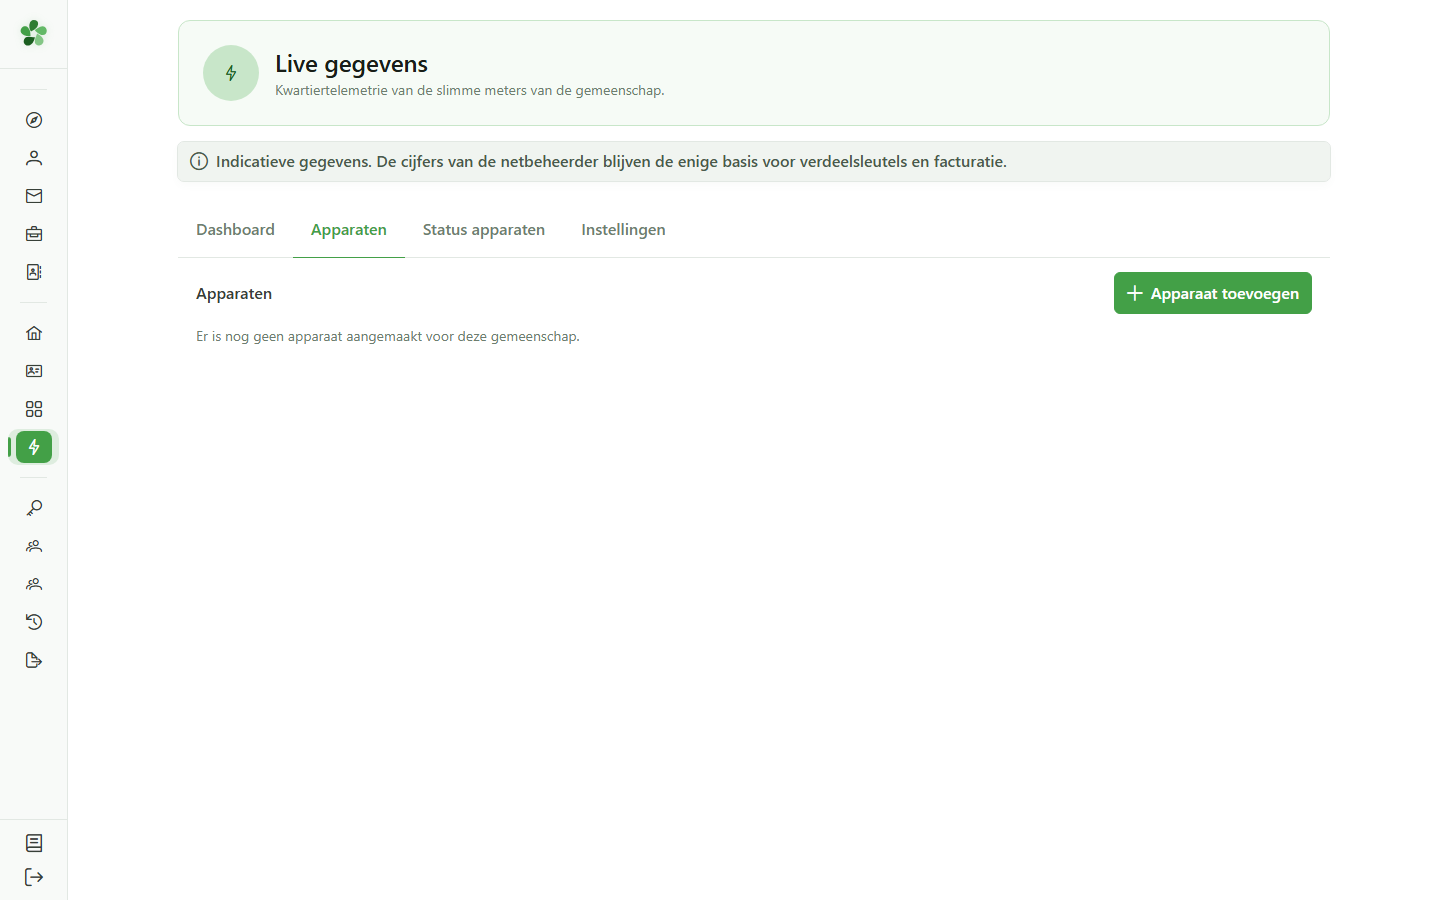 Live gegevens
Kwartiertelemetrie van de slimme meters van de gemeenschap.
Indicatieve gegevens. De cijfers van de netbeheerder blijven de enige basis voor verdeelsleutels en facturatie.
Dashboard
Apparaten
Status apparaten
Instellingen
Apparaten
Apparaat toevoegen
Er is nog geen apparaat aangemaakt voor deze gemeenschap.